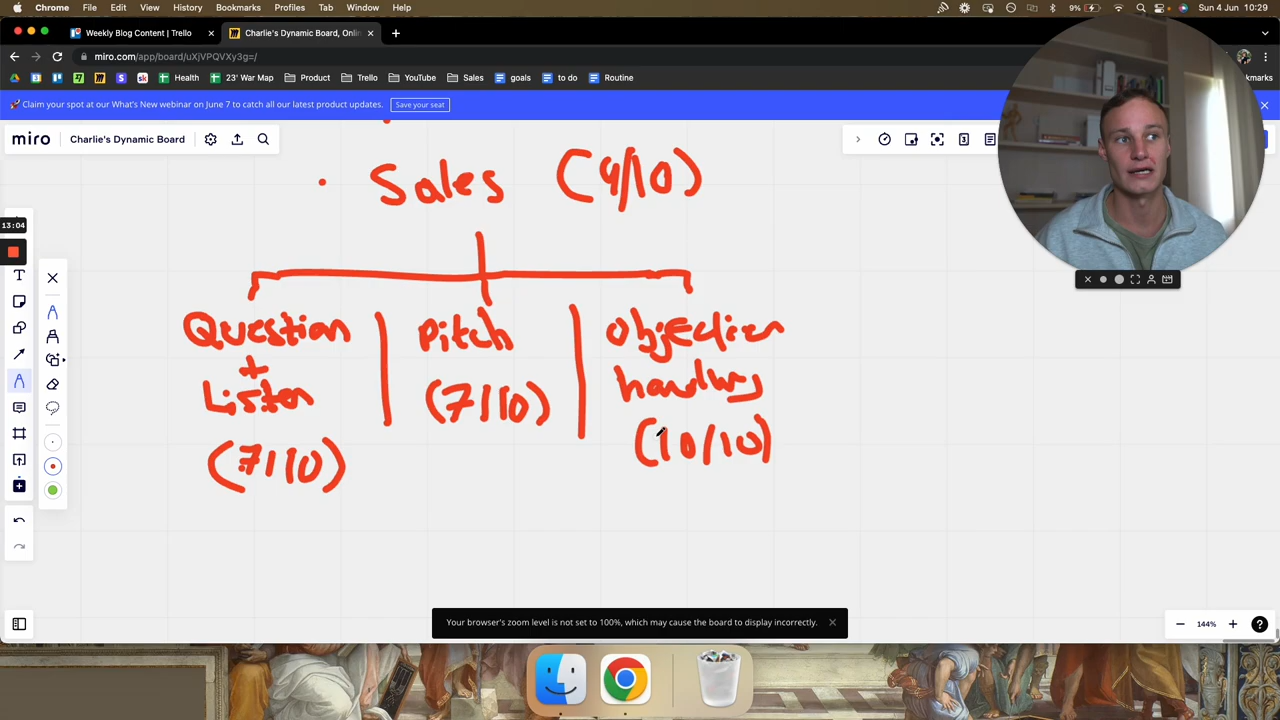 Chrome File Edit View History Bookmarks Profiles Tab Window Help
9% Sun 4 Jun 10:29
Weekly Blog Content | Trello
Charlie's Dynamic Board, Onlin
miro.com/app/board/uXjVPQVXy3g=/
Health 23' War Map Product Trello YouTube Sales goals to do Routine
kmarks
🚀 Claim your spot at our What's New webinar on June 7 to catch all our latest product updates. Save your seat
miro Charlie's Dynamic Board
13:04
Sales (4/10)
Question
+
Listen
(7/10)
Pitch
(7/10)
Objection
handling
(10/10)
Your browser's zoom level is not set to 100%, which may cause the board to display incorrectly.
144%